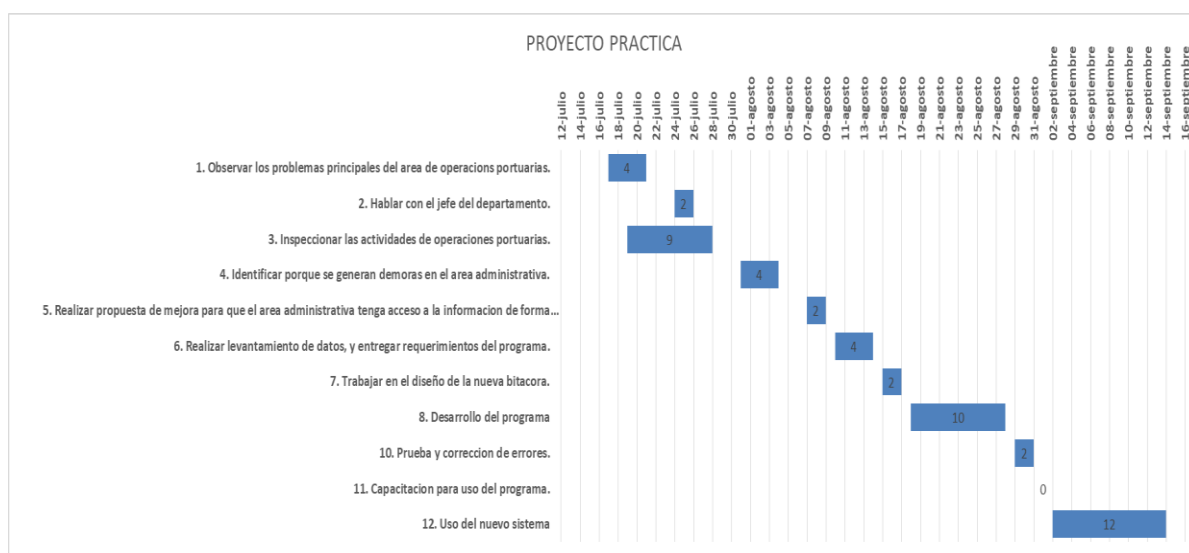 PROYECTO PRACTICA
12-julio
14-julio
16-julio
18-julio
20-julio
22-julio
24-julio
26-julio
28-julio
30-julio
01-agosto
03-agosto
05-agosto
07-agosto
09-agosto
11-agosto
13-agosto
15-agosto
17-agosto
19-agosto
21-agosto
23-agosto
25-agosto
27-agosto
29-agosto
31-agosto
02-septiembre
04-septiembre
06-septiembre
08-septiembre
10-septiembre
12-septiembre
14-septiembre
16-septiembre
1. Observar los problemas principales del area de operacions portuarias. 4
2. Hablar con el jefe del departamento. 2
3. Inspeccionar las actividades de operaciones portuarias. 9
4. Identificar porque se generan demoras en el area administrativa. 4
5. Realizar propuesta de mejora para que el area administrativa tenga acceso a la informacion de forma... 2
6. Realizar levantamiento de datos, y entregar requerimientos del programa. 4
7. Trabajar en el diseño de la nueva bitacora. 2
8. Desarrollo del programa 10
10. Prueba y correccion de errores. 2
11. Capacitacion para uso del programa. 0
12. Uso del nuevo sistema 12